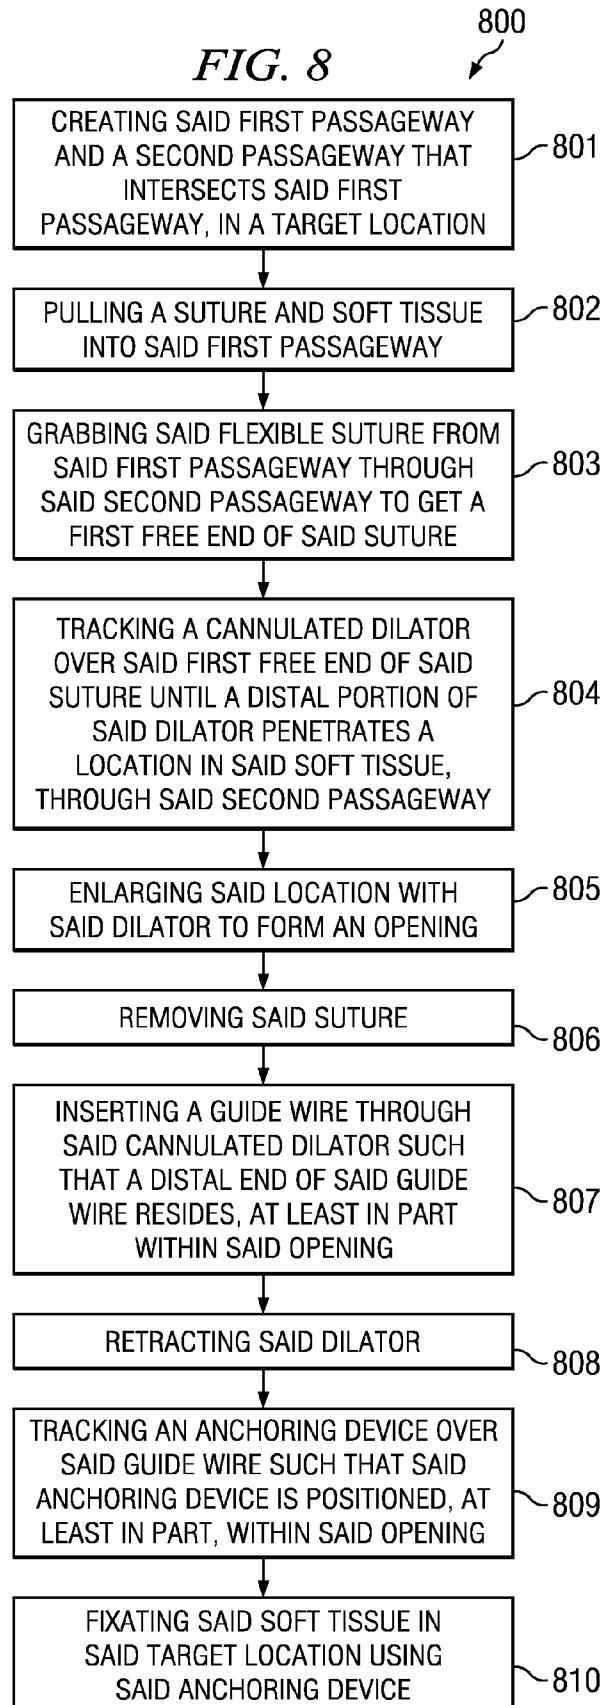 800
FIG. 8
CREATING SAID FIRST PASSAGEWAY
AND A SECOND PASSAGEWAY THAT
INTERSECTS SAID FIRST
PASSAGEWAY, IN A TARGET LOCATION
801
PULLING A SUTURE AND SOFT TISSUE
INTO SAID FIRST PASSAGEWAY
802
GRABBING SAID FLEXIBLE SUTURE FROM
SAID FIRST PASSAGEWAY THROUGH
SAID SECOND PASSAGEWAY TO GET A
FIRST FREE END OF SAID SUTURE
803
TRACKING A CANNULATED DILATOR
OVER SAID FIRST FREE END OF SAID
SUTURE UNTIL A DISTAL PORTION OF
SAID DILATOR PENETRATES A
LOCATION IN SAID SOFT TISSUE,
THROUGH SAID SECOND PASSAGEWAY
804
ENLARGING SAID LOCATION WITH
SAID DILATOR TO FORM AN OPENING
805
REMOVING SAID SUTURE
806
INSERTING A GUIDE WIRE THROUGH
SAID CANNULATED DILATOR SUCH
THAT A DISTAL END OF SAID GUIDE
WIRE RESIDES, AT LEAST IN PART
WITHIN SAID OPENING
807
RETRACTING SAID DILATOR
808
TRACKING AN ANCHORING DEVICE OVER
SAID GUIDE WIRE SUCH THAT SAID
ANCHORING DEVICE IS POSITIONED, AT
LEAST IN PART, WITHIN SAID OPENING
809
FIXATING SAID SOFT TISSUE IN
SAID TARGET LOCATION USING
SAID ANCHORING DEVICE
810